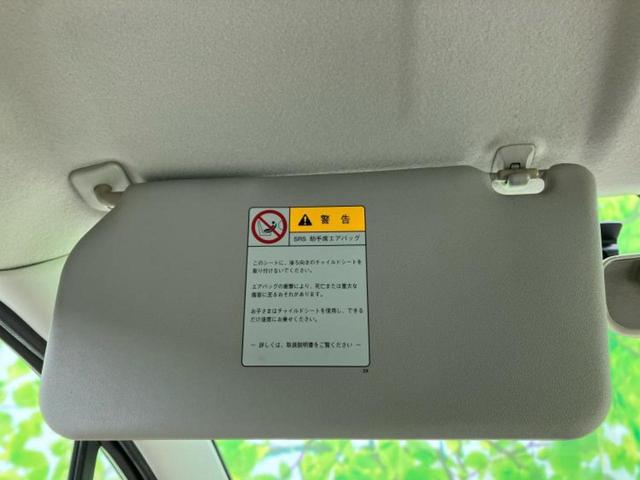 警告
SRS 助手席エアバッグ
このシートに、後ろ向きのチャイルドシートを
取り付けないでください。
エアバッグの衝撃により、死亡または重大な
傷害に至るおそれがあります。
お子さまはチャイルドシートを使用し、できる
だけ後席にお乗せください。
− 詳しくは、取扱説明書をご覧ください −